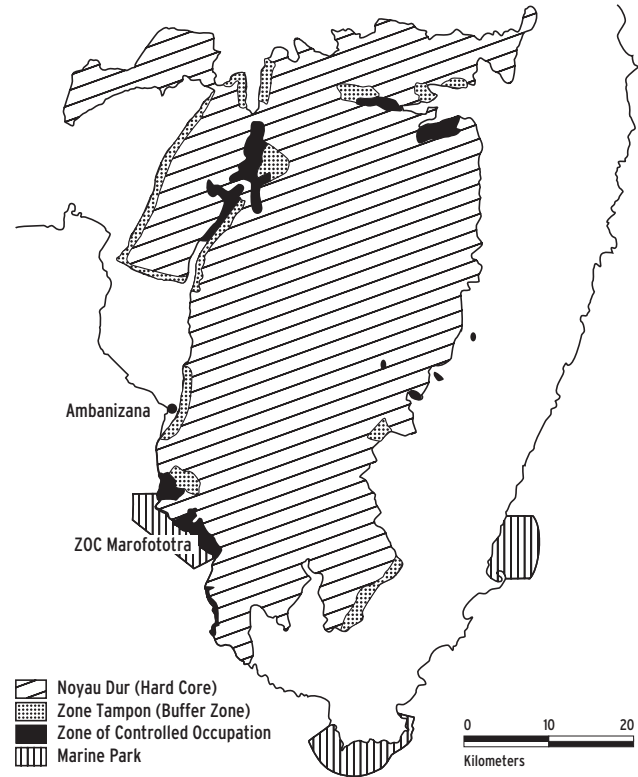 Ambanizana
ZOC Marofototra
Noyau Dur (Hard Core)
Zone Tampon (Buffer Zone)
Zone of Controlled Occupation
Marine Park
0 10 20
Kilometers